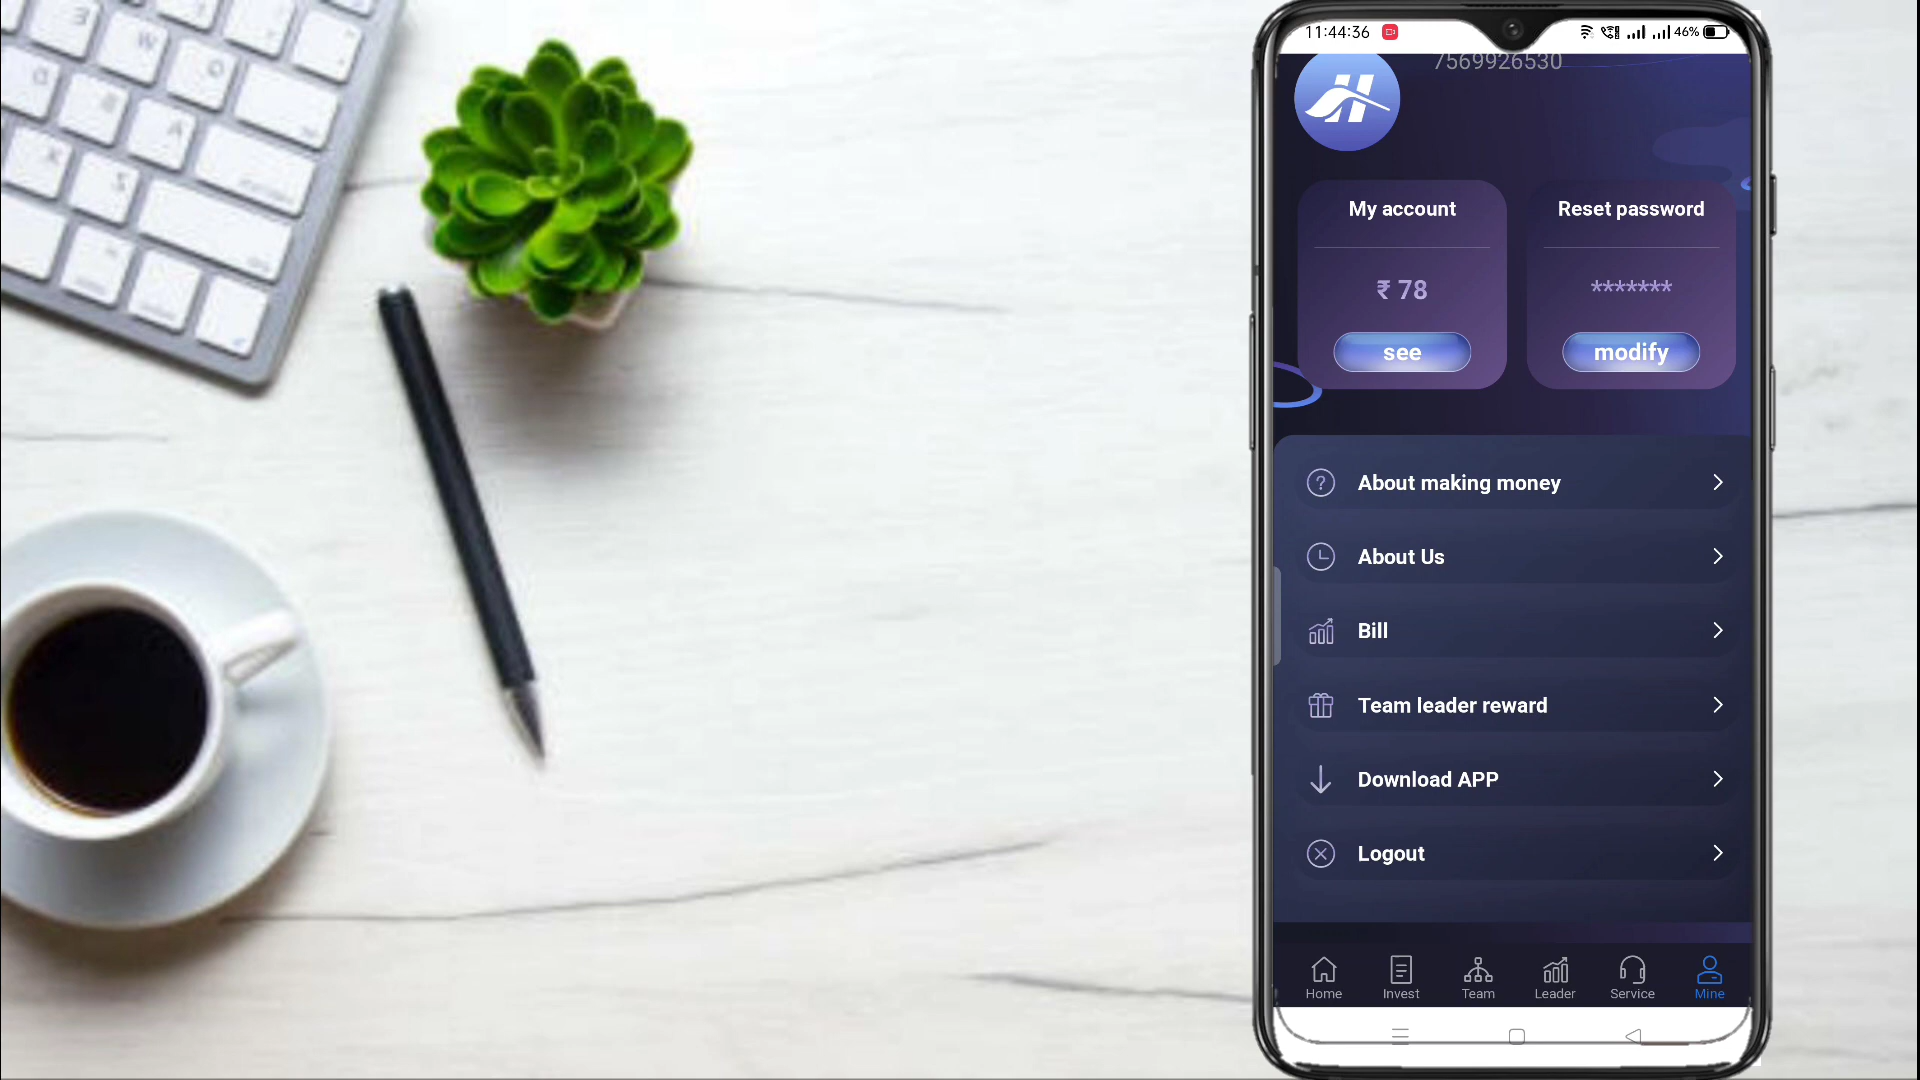 11:44:36
46%
7569926530
My account
Reset password
₹ 78
*******
see
modify
About making money
About Us
Bill
Team leader reward
Download APP
Logout
Home
Invest
Team
Leader
Service
Mine